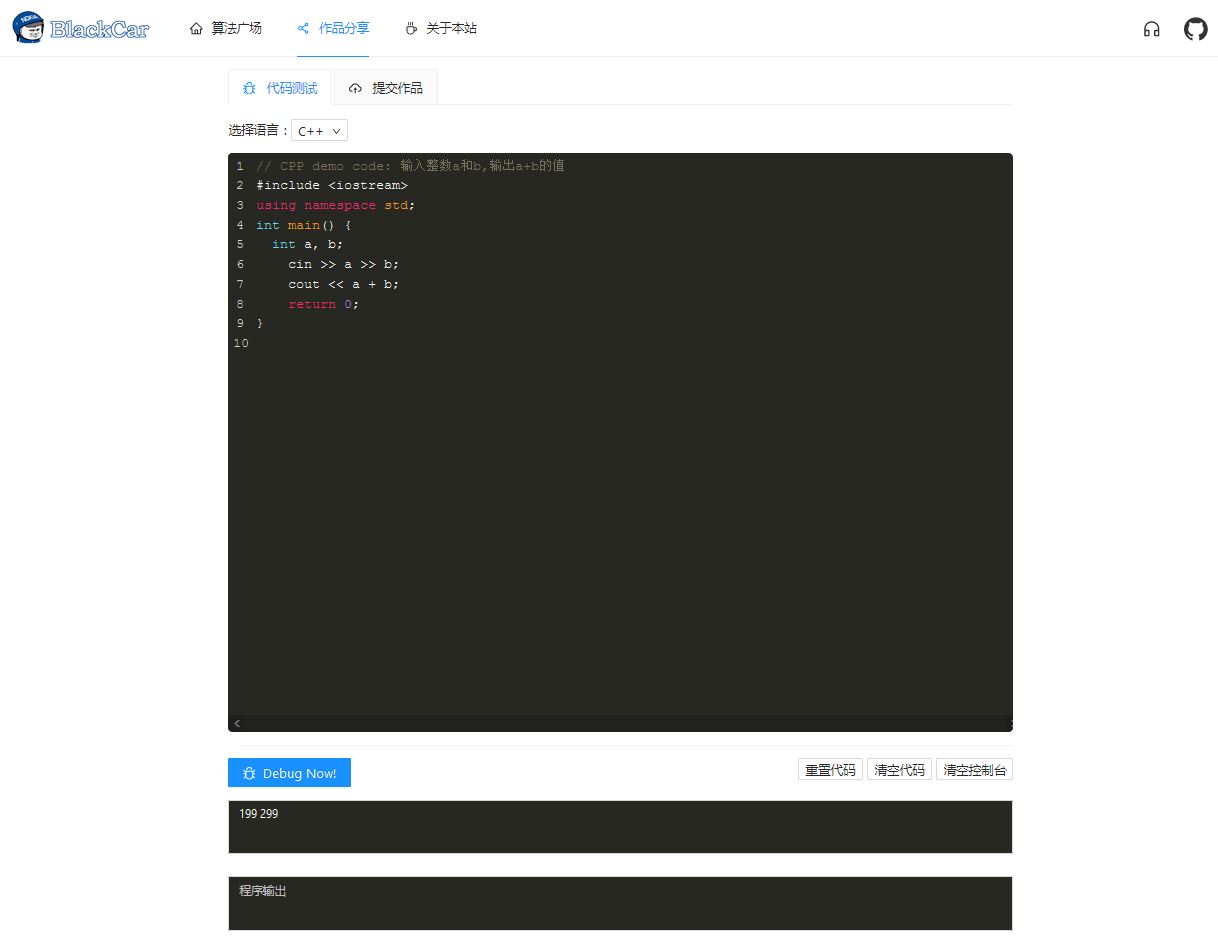 NOKIA
BlackCar
算法广场
作品分享
关于本站
代码测试
提交作品
选择语言：
C++
1 // CPP demo code: 输入整数a和b,输出a+b的值
2 #include <iostream>
3 using namespace std;
4 int main() {
5   int a, b;
6     cin >> a >> b;
7     cout << a + b;
8     return 0;
9 }
10
Debug Now!
重置代码
清空代码
清空控制台
199 299
程序输出